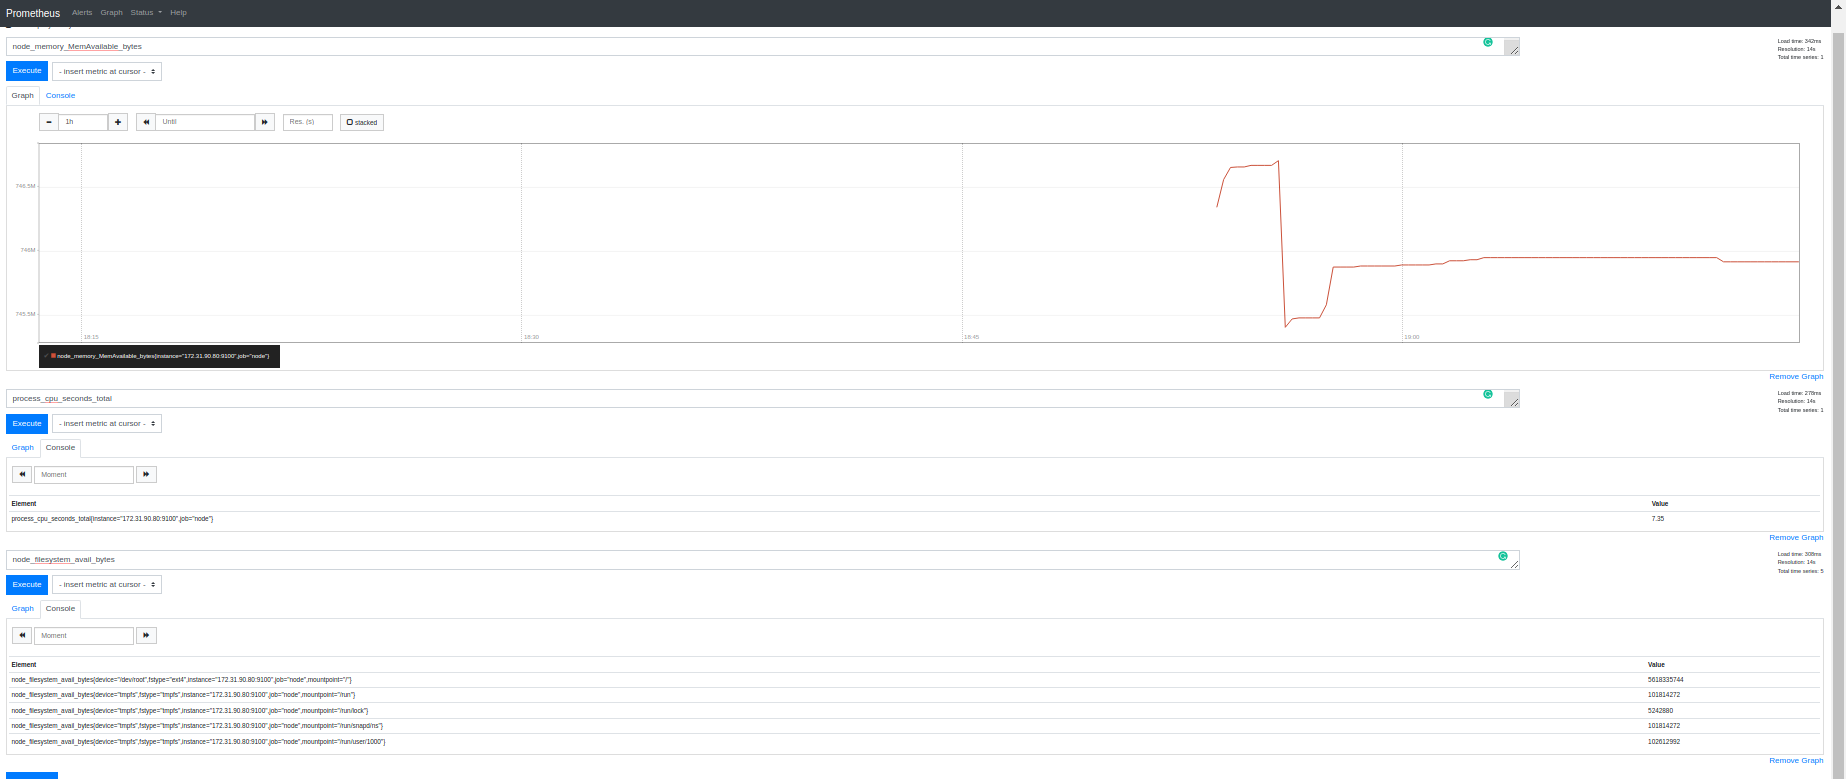 Prometheus Alerts Graph Status Help
node_memory_MemAvailable_bytes
Load time: 342ms
Resolution: 14s
Total time series: 1
Execute - insert metric at cursor -
Graph Console
1h Until Res. (s) stacked
746.5M
746M
745.5M
18:15 18:30 18:45 19:00
node_memory_MemAvailable_bytes{instance="172.31.90.80:9100",job="node"}
Remove Graph
process_cpu_seconds_total
Load time: 278ms
Resolution: 14s
Total time series: 1
Execute - insert metric at cursor -
Graph Console
Moment
Element Value
process_cpu_seconds_total{instance="172.31.90.80:9100",job="node"} 7.35
Remove Graph
node_filesystem_avail_bytes
Load time: 308ms
Resolution: 14s
Total time series: 5
Execute - insert metric at cursor -
Graph Console
Moment
Element Value
node_filesystem_avail_bytes{device="/dev/root",fstype="ext4",instance="172.31.90.80:9100",job="node",mountpoint="/"} 5618335744
node_filesystem_avail_bytes{device="tmpfs",fstype="tmpfs",instance="172.31.90.80:9100",job="node",mountpoint="/run"} 101814272
node_filesystem_avail_bytes{device="tmpfs",fstype="tmpfs",instance="172.31.90.80:9100",job="node",mountpoint="/run/lock"} 5242880
node_filesystem_avail_bytes{device="tmpfs",fstype="tmpfs",instance="172.31.90.80:9100",job="node",mountpoint="/run/snapd/ns"} 101814272
node_filesystem_avail_bytes{device="tmpfs",fstype="tmpfs",instance="172.31.90.80:9100",job="node",mountpoint="/run/user/1000"} 102612992
Remove Graph